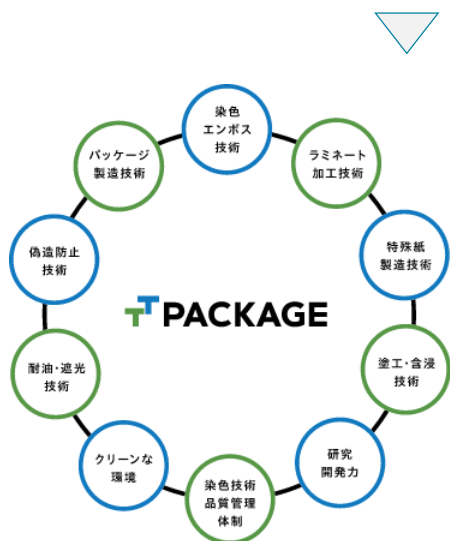 染色
エンボス
技術
ラミネート
加工技術
特殊紙
製造技術
塗工・含浸
技術
研究
開発力
染色技術
品質管理
体制
クリーンな
環境
耐油・遮光
技術
偽造防止
技術
パッケージ
製造技術
TT PACKAGE